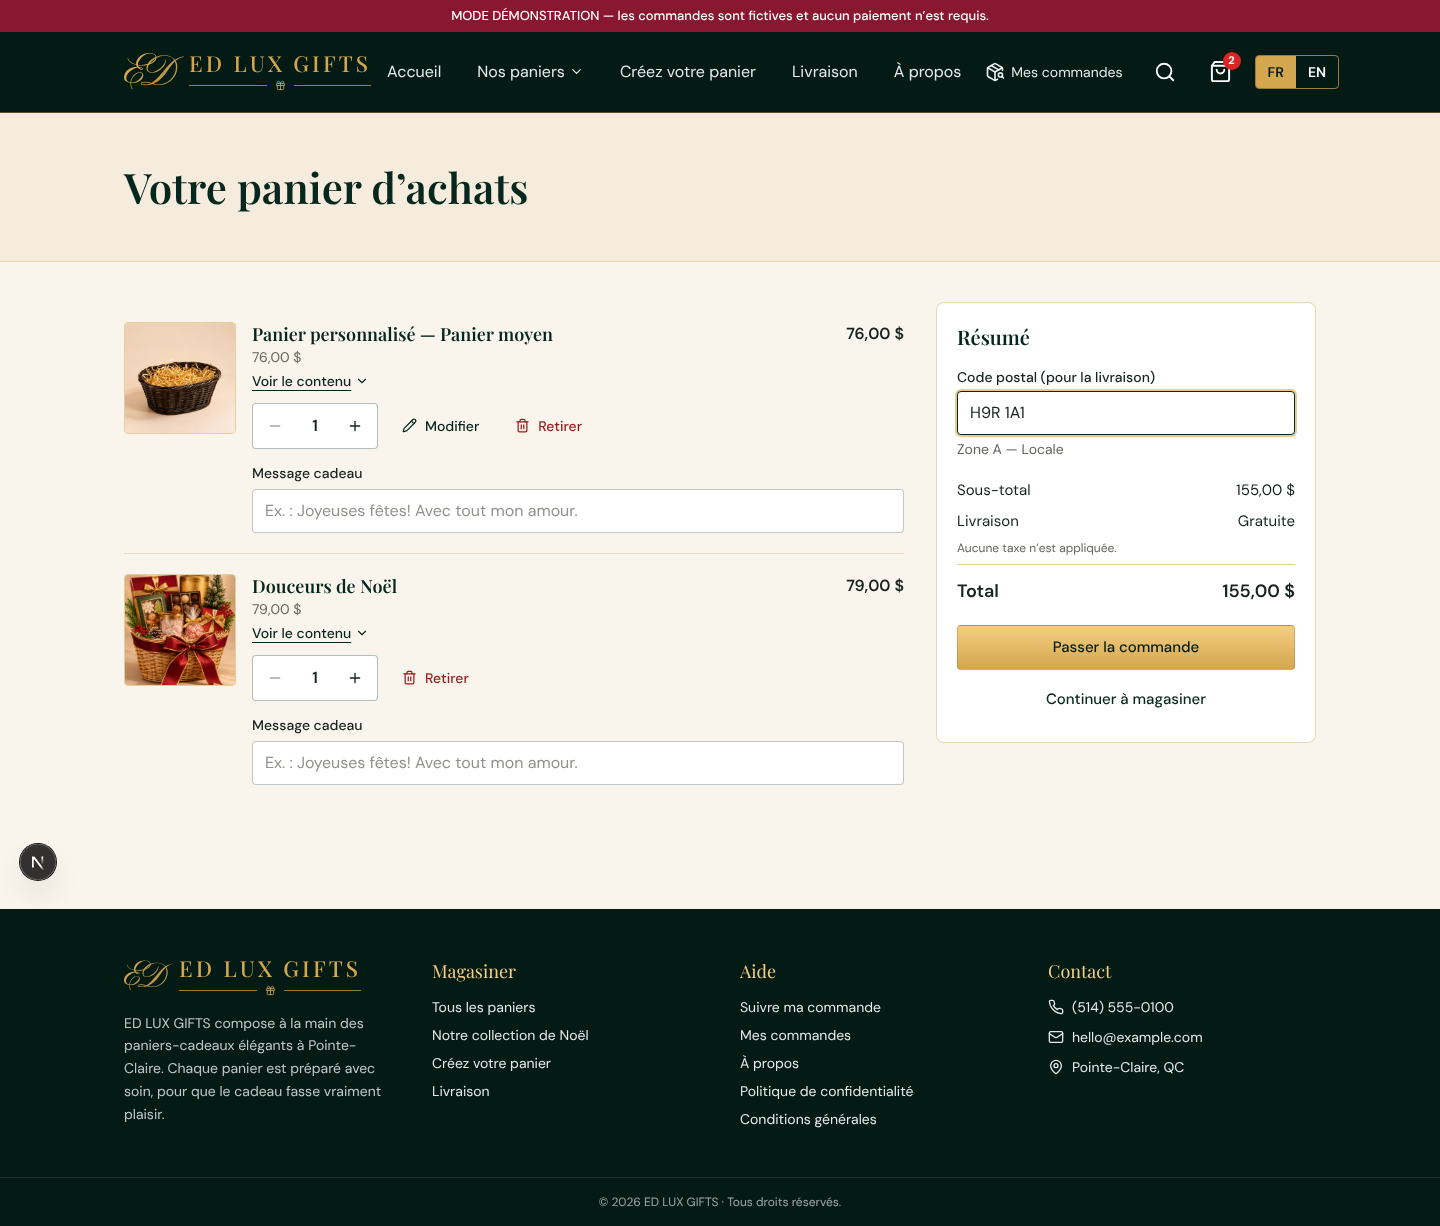 MODE DÉMONSTRATION — les commandes sont fictives et aucun paiement n’est requis.
ED LUX GIFTS
Accueil
Nos paniers
Créez votre panier
Livraison
À propos
Mes commandes
2
FR
EN
Votre panier d’achats
Panier personnalisé — Panier moyen
76,00 $
76,00 $
Voir le contenu
1
Modifier
Retirer
Message cadeau
Ex. : Joyeuses fêtes! Avec tout mon amour.
Douceurs de Noël
79,00 $
79,00 $
Voir le contenu
1
Retirer
Message cadeau
Ex. : Joyeuses fêtes! Avec tout mon amour.
Résumé
Code postal (pour la livraison)
H9R 1A1
Zone A — Locale
Sous-total
155,00 $
Livraison
Gratuite
Aucune taxe n’est appliquée.
Total
155,00 $
Passer la commande
Continuer à magasiner
N
ED LUX GIFTS
ED LUX GIFTS compose à la main des
paniers-cadeaux élégants à Pointe-
Claire. Chaque panier est préparé avec
soin, pour que le cadeau fasse vraiment
plaisir.
Magasiner
Tous les paniers
Notre collection de Noël
Créez votre panier
Livraison
Aide
Suivre ma commande
Mes commandes
À propos
Politique de confidentialité
Conditions générales
Contact
(514) 555-0100
hello@example.com
Pointe-Claire, QC
© 2026 ED LUX GIFTS · Tous droits réservés.